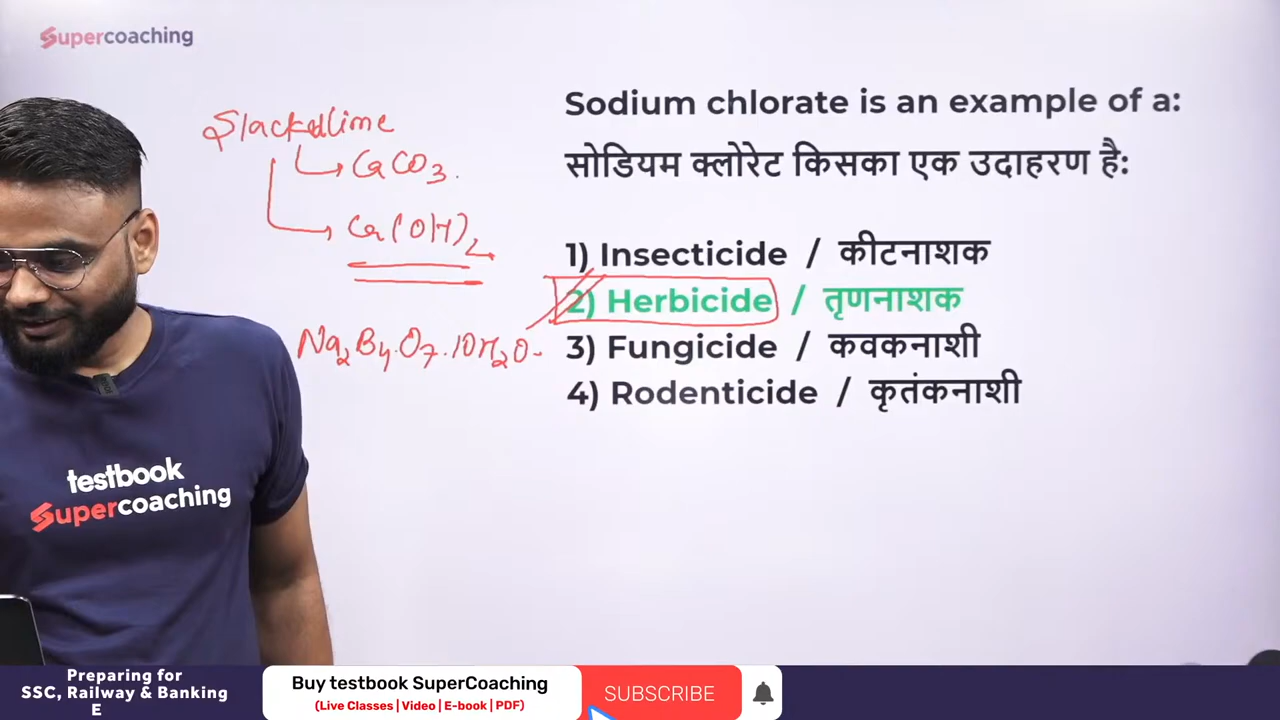 Supercoaching
Slackedlime
CaCO3.
Ca(OH)2
Na2B4.O7.10H2O.
Sodium chlorate is an example of a:
सोडियम क्लोरेट किसका एक उदाहरण है:
1) Insecticide / कीटनाशक
2) Herbicide / तृणनाशक
3) Fungicide / कवकनाशी
4) Rodenticide / कृतंकनाशी
testbook
Supercoaching
Preparing for
SSC, Railway & Banking
E
Buy testbook SuperCoaching
(Live Classes | Video | E-book | PDF)
SUBSCRIBE